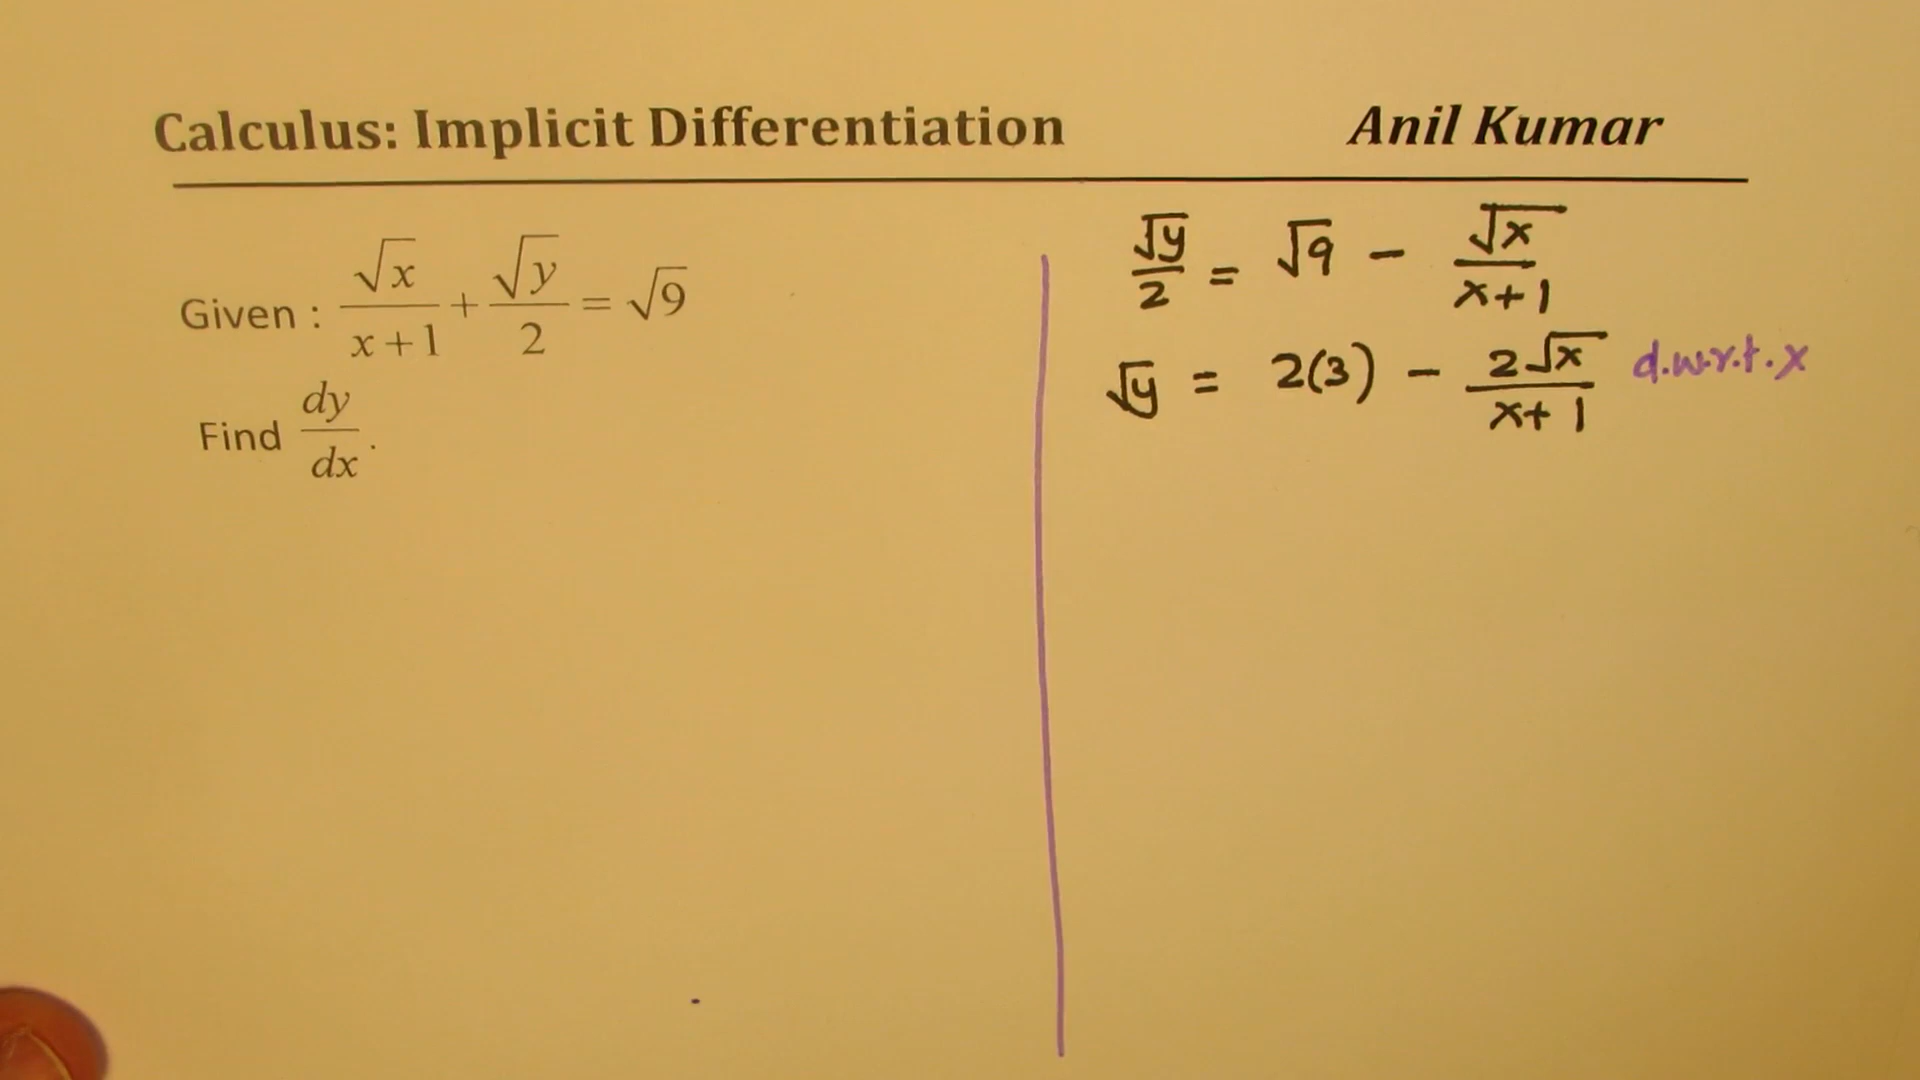 Calculus: Implicit Differentiation Anil Kumar
Given : √x/(x+1) + √y/2 = √9
Find dy/dx.
√y/2 = √9 - √x/(x+1)
√y = 2(3) - 2√x/(x+1) d.w.r.t. x